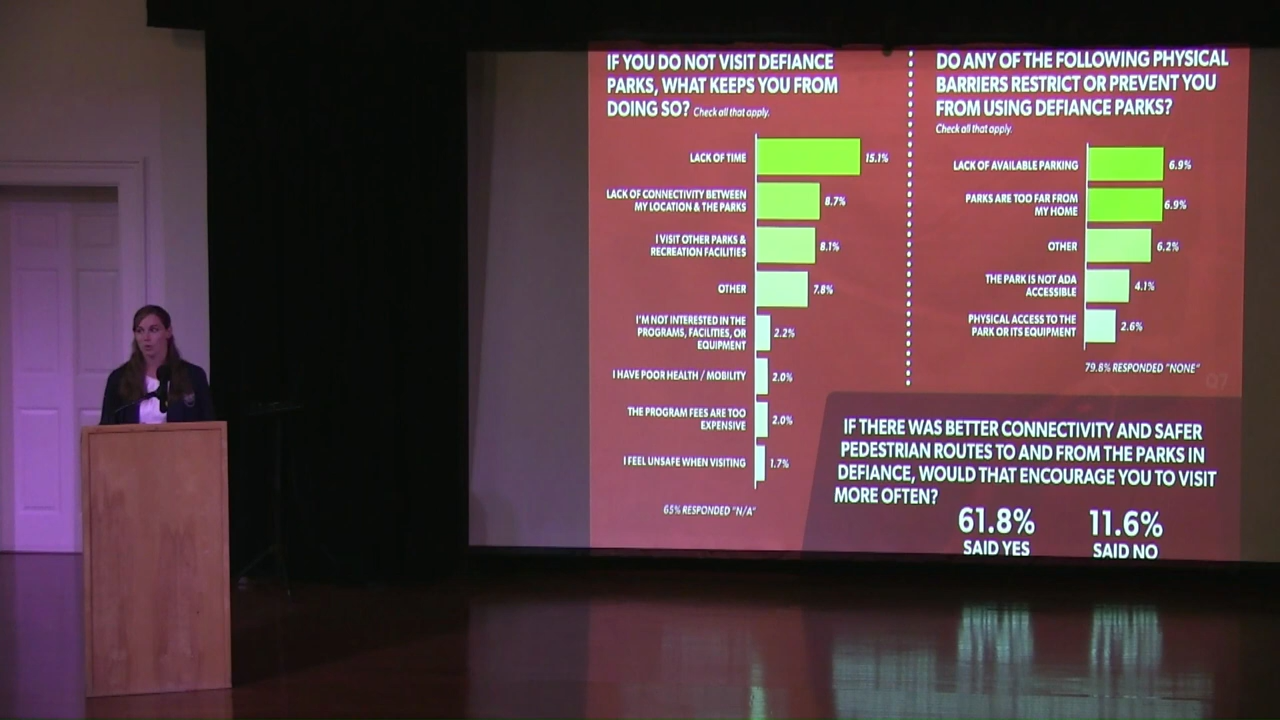 IF YOU DO NOT VISIT DEFIANCE
PARKS, WHAT KEEPS YOU FROM
DOING SO? Check all that apply.
LACK OF TIME
15.1%
LACK OF CONNECTIVITY BETWEEN
MY LOCATION & THE PARKS
8.7%
I VISIT OTHER PARKS &
RECREATION FACILITIES
8.1%
OTHER
7.8%
I'M NOT INTERESTED IN THE
PROGRAMS, FACILITIES, OR
EQUIPMENT
2.2%
I HAVE POOR HEALTH / MOBILITY
2.0%
THE PROGRAM FEES ARE TOO
EXPENSIVE
2.0%
I FEEL UNSAFE WHEN VISITING
1.7%
65% RESPONDED "N/A"
DO ANY OF THE FOLLOWING PHYSICAL
BARRIERS RESTRICT OR PREVENT YOU
FROM USING DEFIANCE PARKS?
Check all that apply.
LACK OF AVAILABLE PARKING
6.9%
PARKS ARE TOO FAR FROM
MY HOME
6.9%
OTHER
6.2%
THE PARK IS NOT ADA
ACCESSIBLE
4.1%
PHYSICAL ACCESS TO THE
PARK OR ITS EQUIPMENT
2.6%
79.8% RESPONDED "NONE"
Q7
IF THERE WAS BETTER CONNECTIVITY AND SAFER
PEDESTRIAN ROUTES TO AND FROM THE PARKS IN
DEFIANCE, WOULD THAT ENCOURAGE YOU TO VISIT
MORE OFTEN?
61.8% 11.6%
SAID YES SAID NO